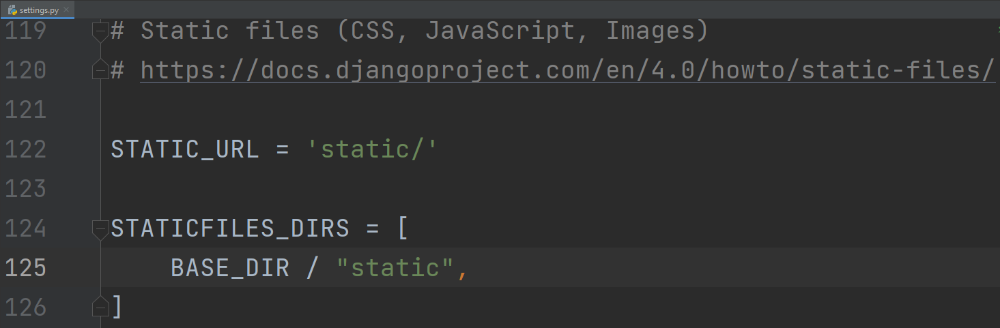 settings.py
119 # Static files (CSS, JavaScript, Images)
120 # https://docs.djangoproject.com/en/4.0/howto/static-files/
121
122 STATIC_URL = 'static/'
123
124 STATICFILES_DIRS = [
125     BASE_DIR / "static",
126 ]